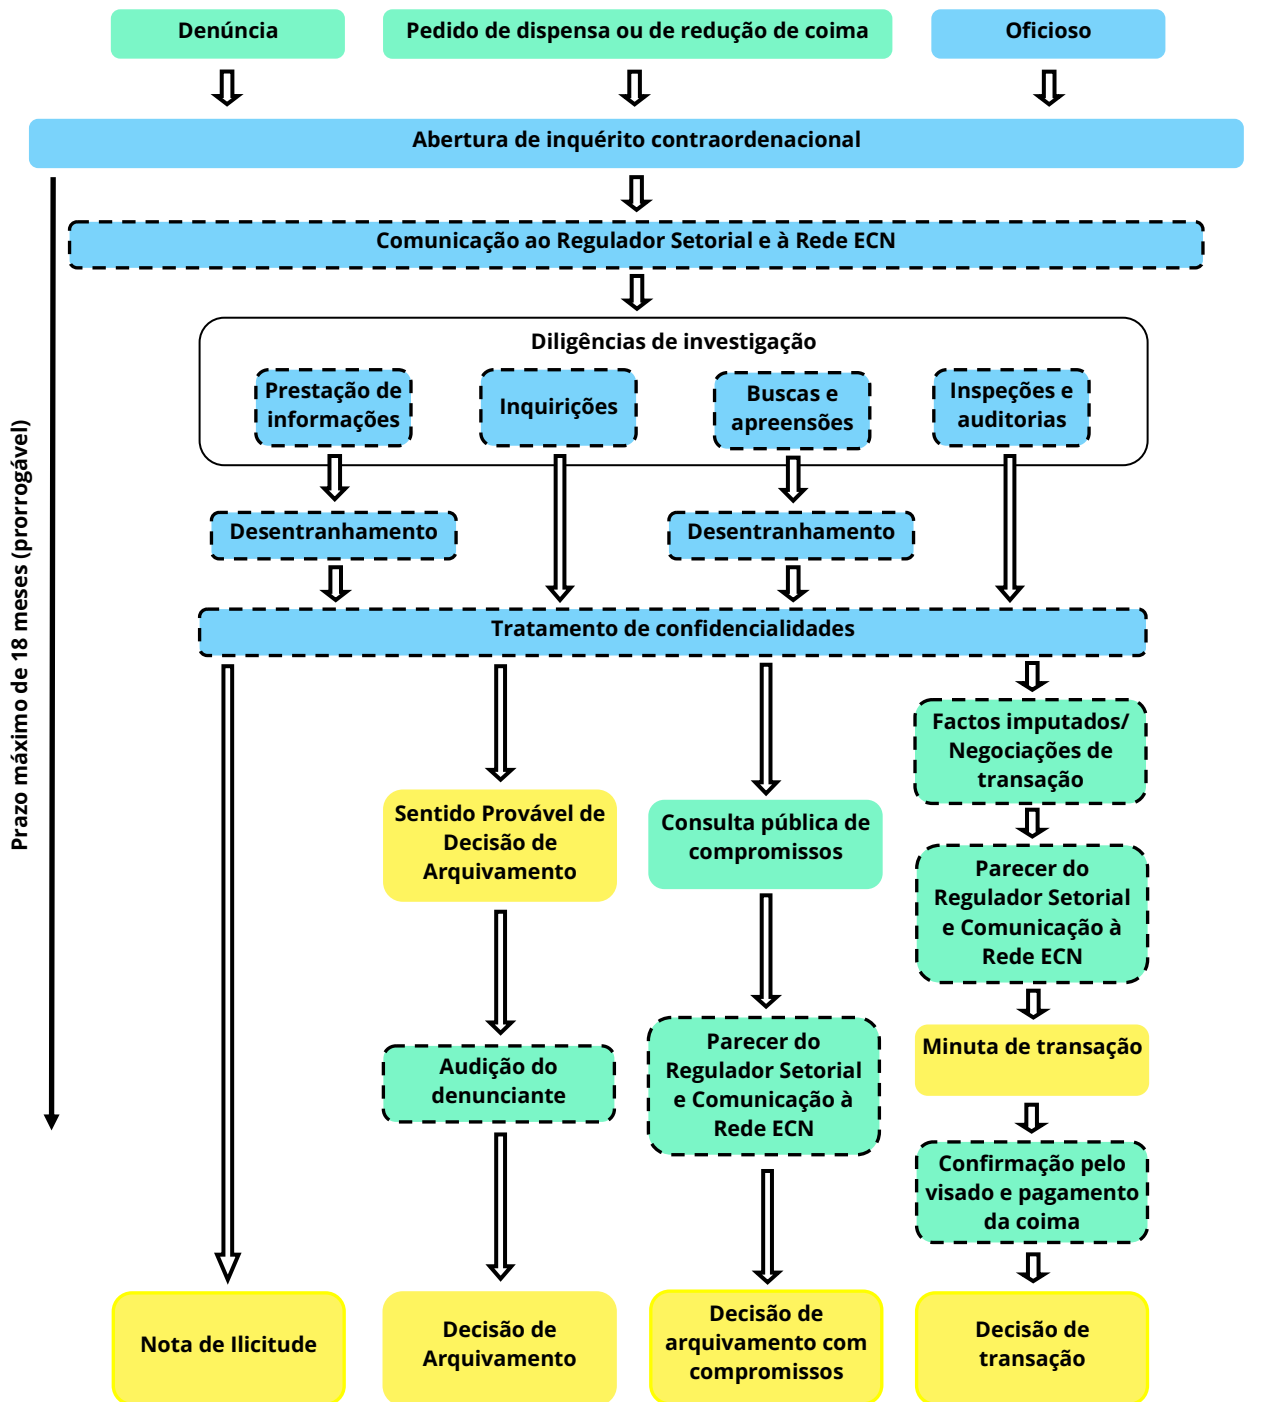 Denúncia
Pedido de dispensa ou de redução de coima
Oficioso
Abertura de inquérito contraordenacional
Comunicação ao Regulador Setorial e à Rede ECN
Diligências de investigação
Prestação de
informações
Inquirições
Buscas e
apreensões
Inspeções e
auditorias
Desentranhamento
Desentranhamento
Tratamento de confidencialidades
Prazo máximo de 18 meses (prorrogável)
Nota de Ilicitude
Sentido Provável de
Decisão de
Arquivamento
Audição do
denunciante
Decisão de
Arquivamento
Consulta pública de
compromissos
Parecer do
Regulador Setorial
e Comunicação à
Rede ECN
Decisão de
arquivamento com
compromissos
Factos imputados/
Negociações de
transação
Parecer do
Regulador Setorial
e Comunicação à
Rede ECN
Minuta de transação
Confirmação pelo
visado e pagamento
da coima
Decisão de
transação